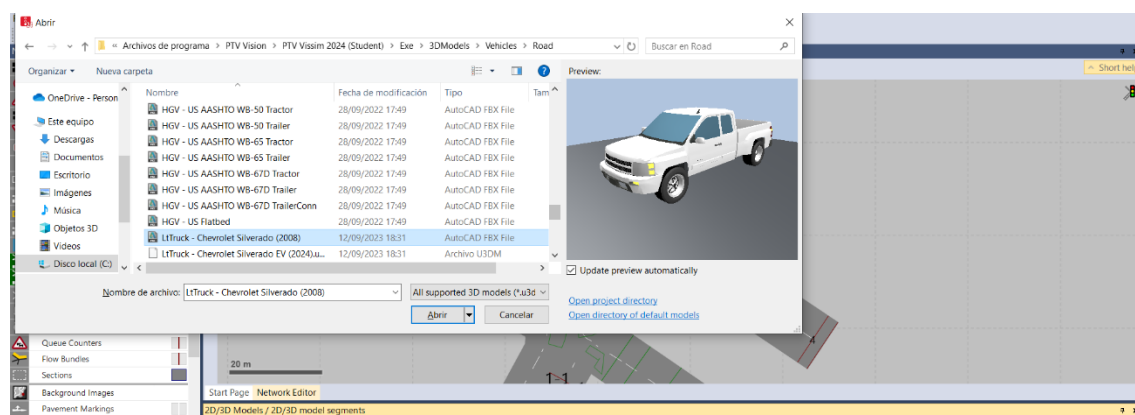 Abrir
« Archivos de programa > PTV Vision > PTV Vissim 2024 (Student) > Exe > 3DModels > Vehicles > Road
Buscar en Road
Organizar
Nueva carpeta
Preview:
Short help
OneDrive - Person
Este equipo
Descargas
Documentos
Escritorio
Imágenes
Música
Objetos 3D
Vídeos
Disco local (C:)
Nombre Fecha de modificación Tipo Tam
HGV - US AASHTO WB-50 Tractor 28/09/2022 17:49 AutoCAD FBX File
HGV - US AASHTO WB-50 Trailer 28/09/2022 17:49 AutoCAD FBX File
HGV - US AASHTO WB-65 Tractor 28/09/2022 17:49 AutoCAD FBX File
HGV - US AASHTO WB-65 Trailer 28/09/2022 17:49 AutoCAD FBX File
HGV - US AASHTO WB-67D Tractor 28/09/2022 17:49 AutoCAD FBX File
HGV - US AASHTO WB-67D Trailer 28/09/2022 17:49 AutoCAD FBX File
HGV - US AASHTO WB-67D TrailerConn 28/09/2022 17:49 AutoCAD FBX File
HGV - US Flatbed 28/09/2022 17:49 AutoCAD FBX File
LtTruck - Chevrolet Silverado (2008) 12/09/2023 18:31 AutoCAD FBX File
LtTruck - Chevrolet Silverado EV (2024).u... 12/09/2023 18:31 Archivo U3DM
Update preview automatically
Nombre de archivo: LtTruck - Chevrolet Silverado (2008)
All supported 3D models (*.u3d
Open project directory
Open directory of default models
Abrir
Cancelar
Queue Counters
Flow Bundles
Sections
Background Images
Pavement Markings
20 m
1-1
4
Start Page
Network Editor
2D/3D Models / 2D/3D model segments